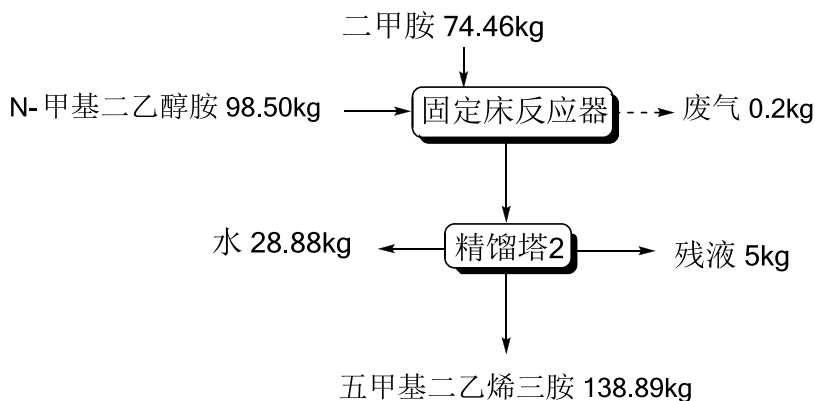 二甲胺 74.46kg
N-甲基二乙醇胺 98.50kg
固定床反应器
废气 0.2kg
水 28.88kg
精馏塔2
残液 5kg
五甲基二乙烯三胺 138.89kg